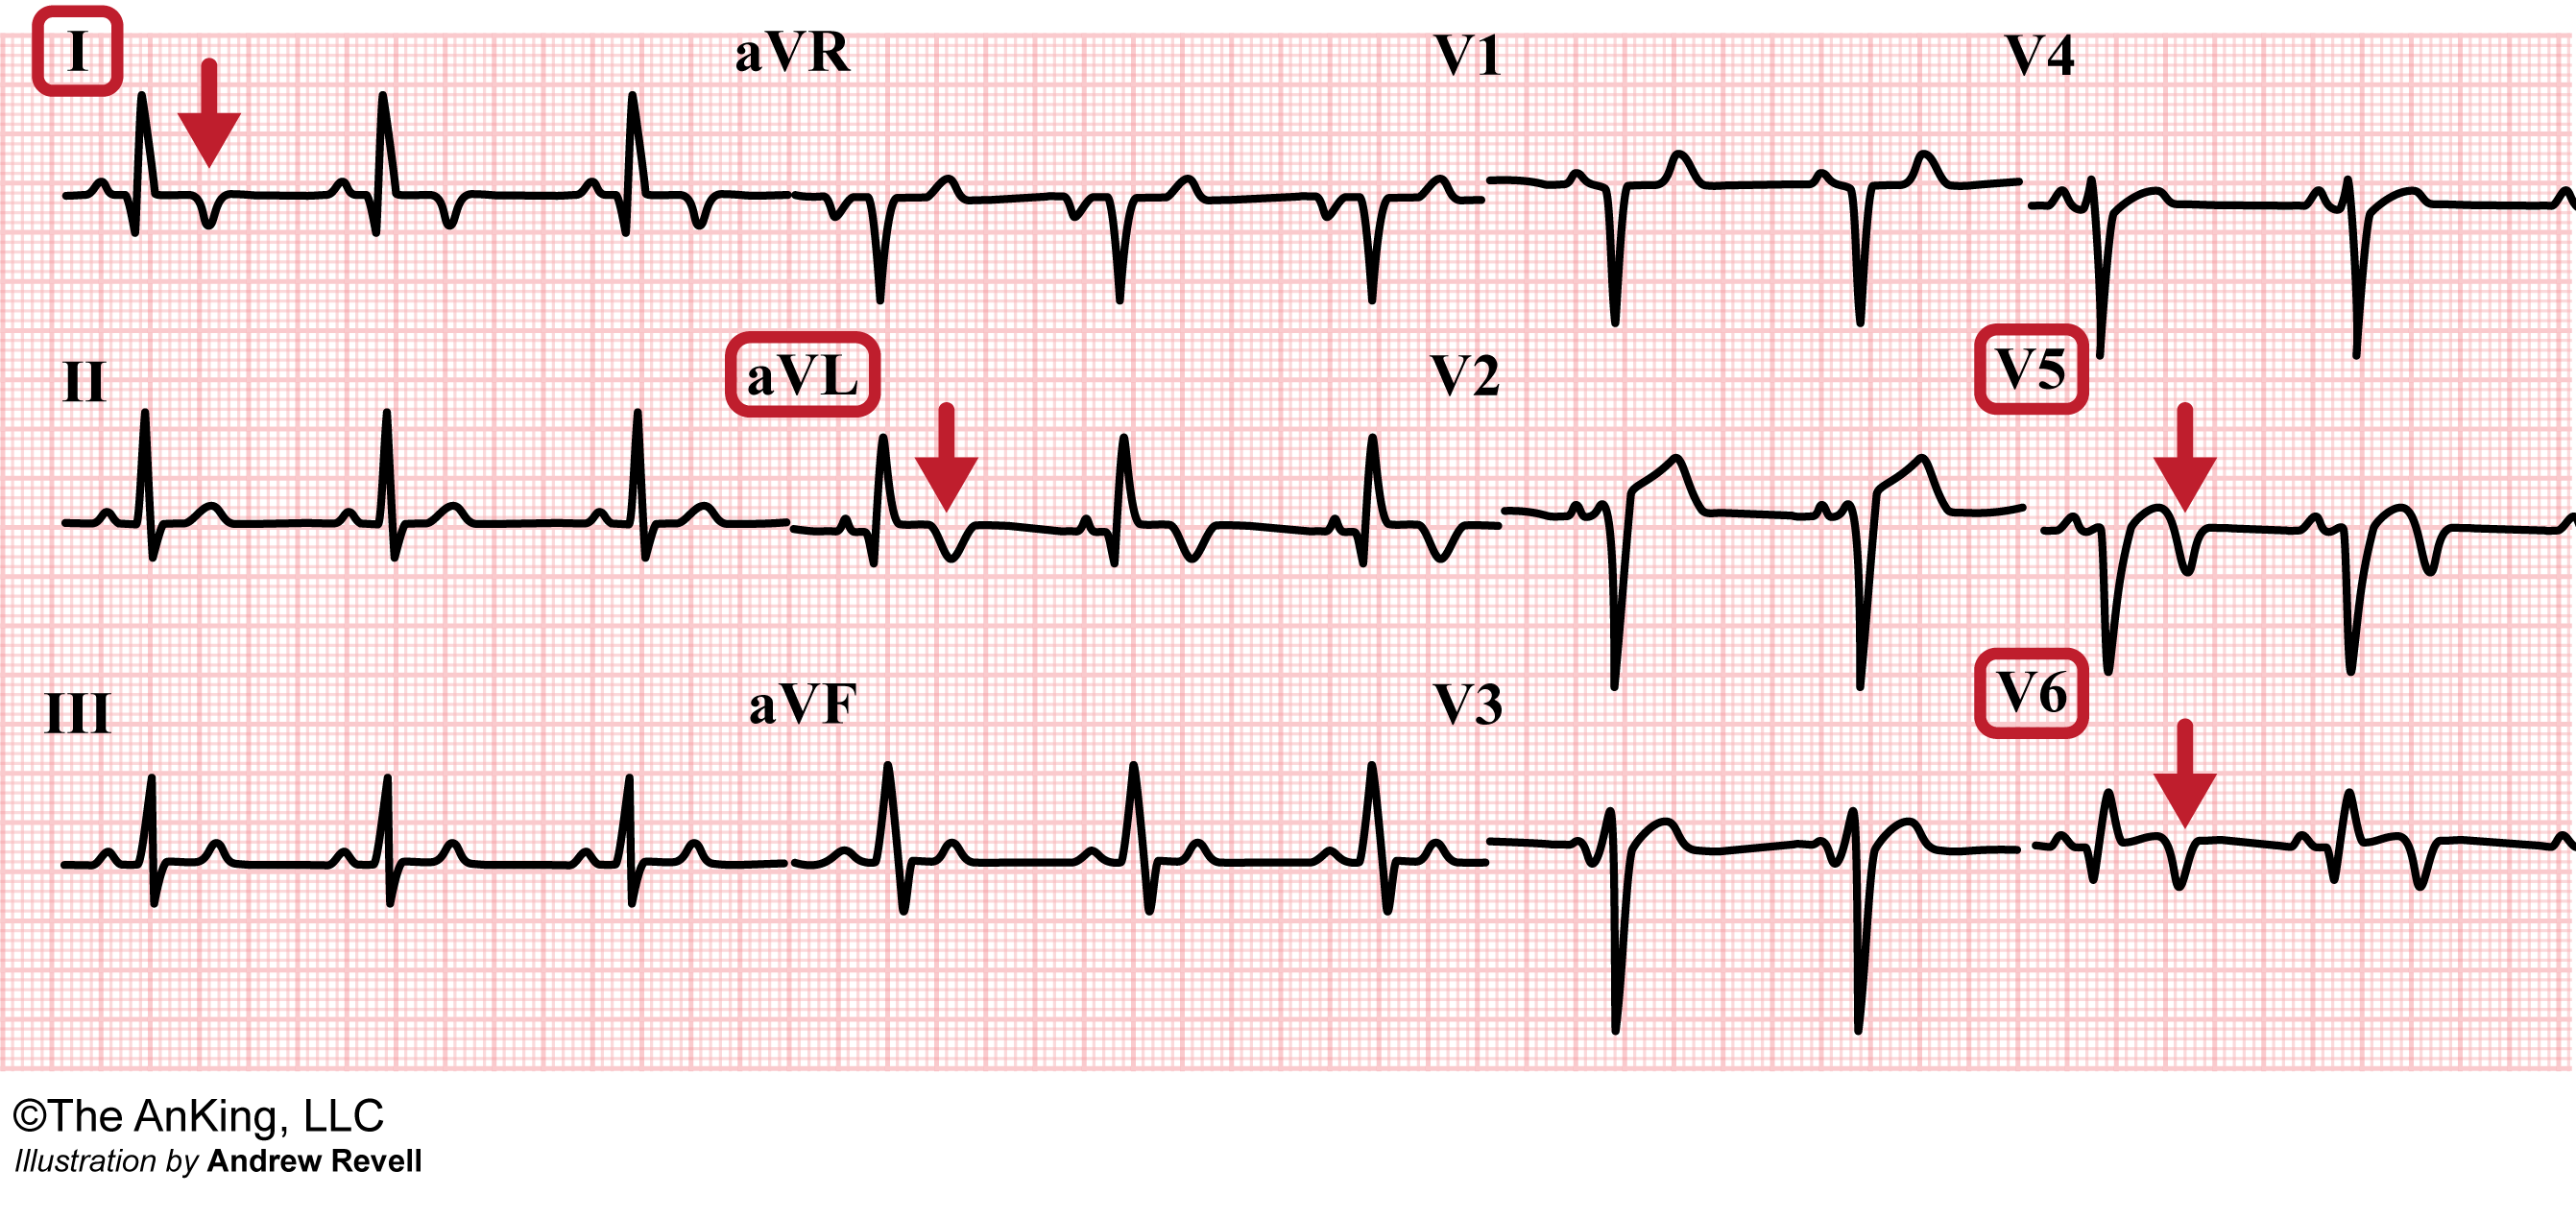 I aVR V1 V4
II aVL V2 V5
III aVF V3 V6
©The AnKing, LLC
Illustration by Andrew Revell